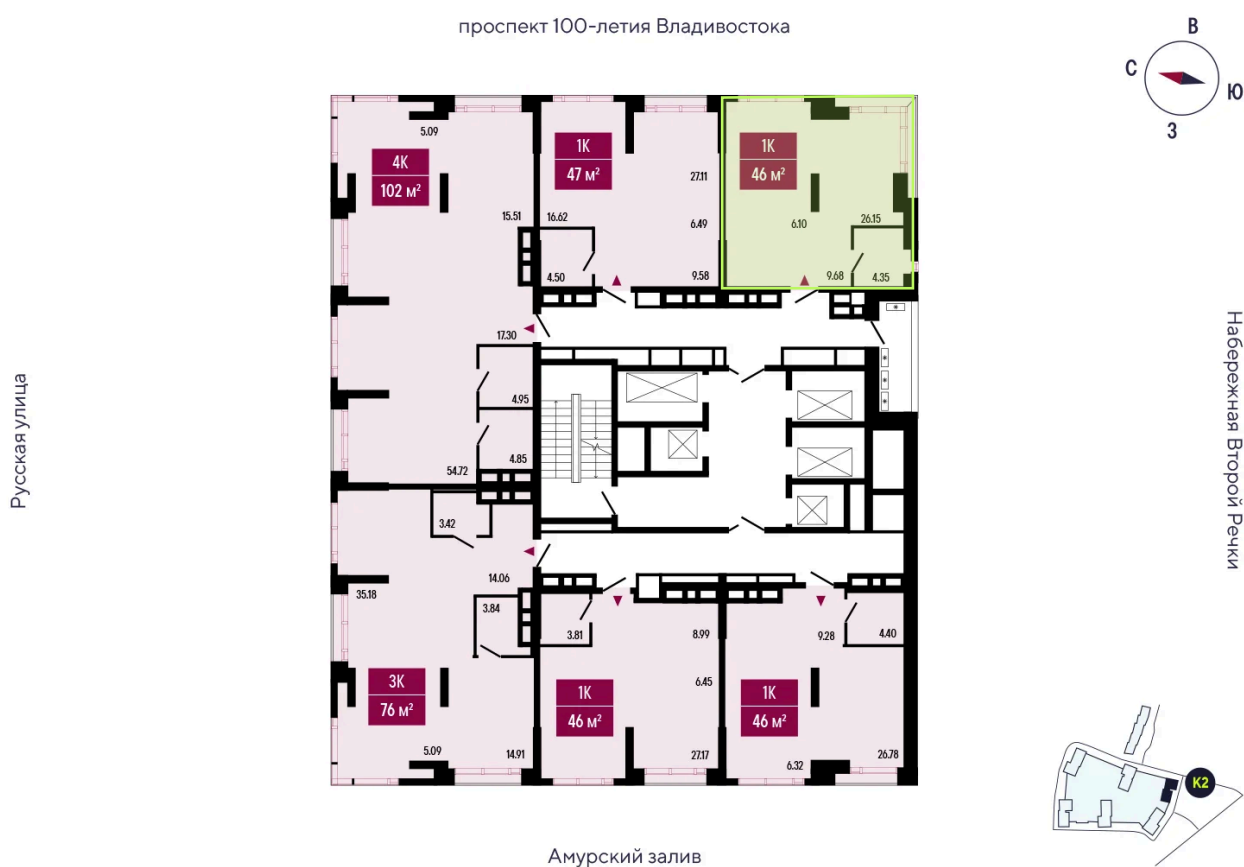 проспект 100-летия Владивостока
В
С
Ю
З
5.09
4К
102 м²
15.51
17.30
4.95
4.85
54.72
1К
47 м²
27.11
16.62
6.49
4.50
9.58
1К
46 м²
6.10
26.15
9.68
4.35
Русская улица
Набережная Второй Речки
3.42
14.06
35.18
3.84
3К
76 м²
5.09
14.91
3.81
8.99
6.45
1К
46 м²
27.17
9.28
4.40
1К
46 м²
6.32
26.78
К2
Амурский залив